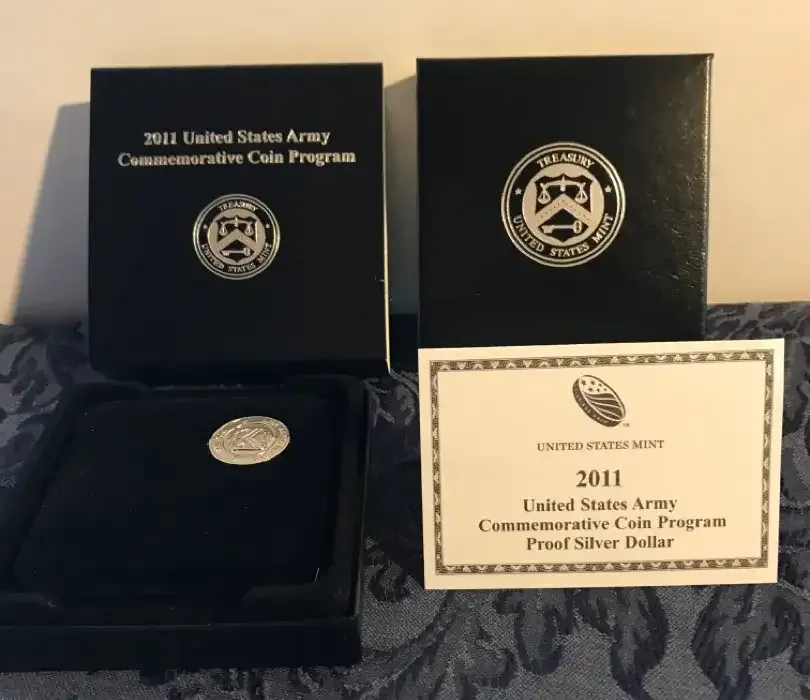 2011 United States Army
Commemorative Coin Program
TREASURY
UNITED STATES MINT
TREASURY
UNITED STATES MINT
UNITED STATES MINT
2011
United States Army
Commemorative Coin Program
Proof Silver Dollar